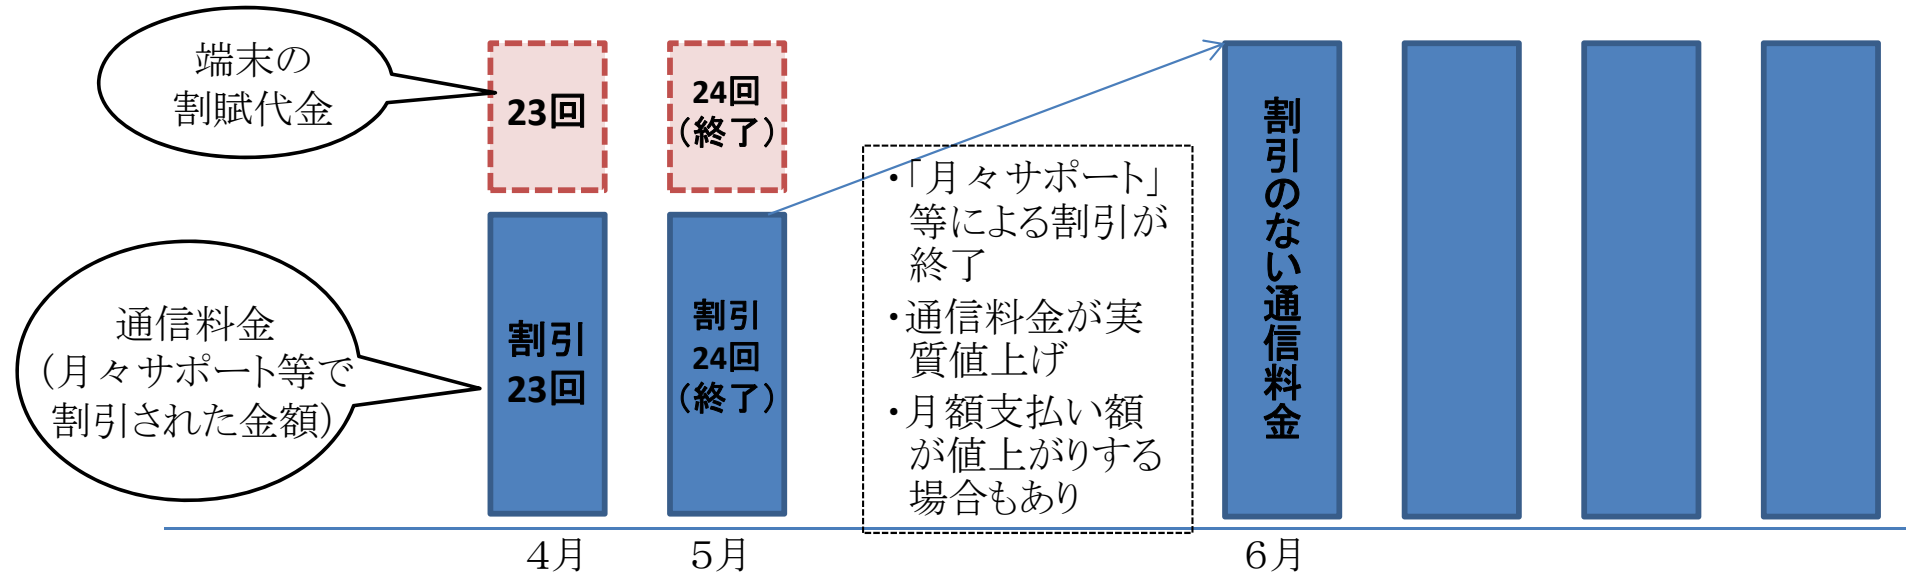 端末の
割賦代金
23回
24回
（終了）
通信料金
（月々サポート等で
割引された金額）
割引
23回
割引
24回
（終了）
・「月々サポート」
等による割引が
終了
・通信料金が実
質値上げ
・月額支払い額
が値上がりする
場合もあり
割引のない通信料金
４月
５月
６月